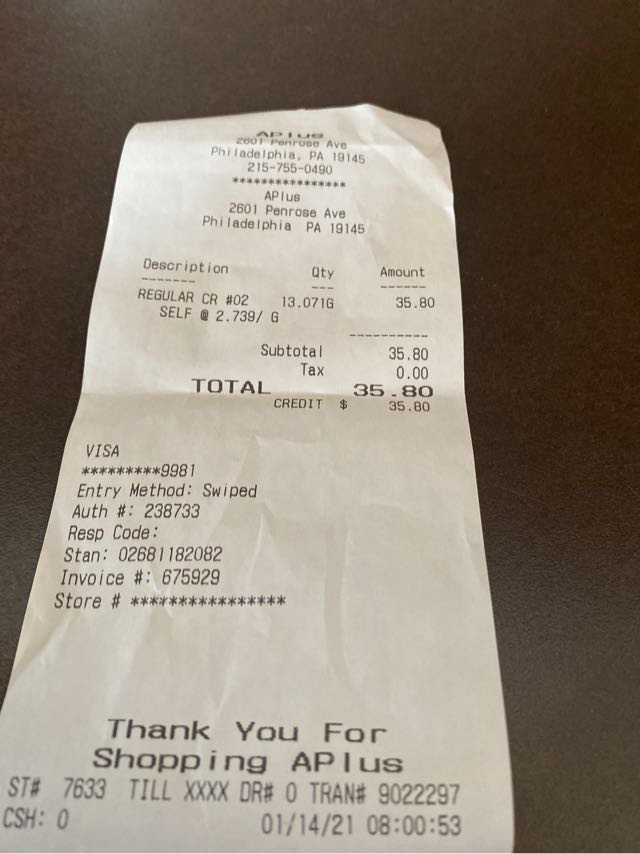 APlus
2601 Penrose Ave
Philadelphia, PA 19145
215-755-0490
****************
APlus
2601 Penrose Ave
Philadelphia  PA 19145
Description Qty Amount
------- --- ------
REGULAR CR #02 13.071G 35.80
SELF @ 2.739/ G
----------
Subtotal 35.80
Tax 0.00
TOTAL 35.80
CREDIT $ 35.80
VISA
*********9981
Entry Method: Swiped
Auth #: 238733
Resp Code:
Stan: 02681182082
Invoice #: 675929
Store # ****************
Thank You For
Shopping APlus
ST# 7633 TILL XXXX DR# 0 TRAN# 9022297
CSH: 0 01/14/21 08:00:53